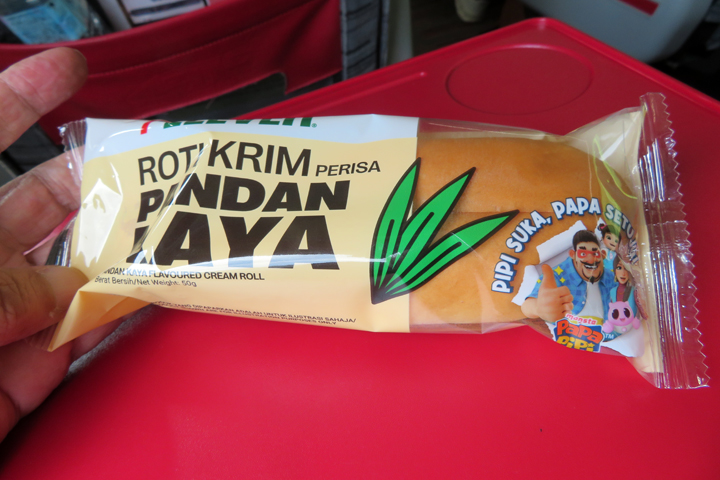 ROTI KRIM PERISA
PANDAN
KAYA
PANDAN KAYA FLAVOURED CREAM ROLL
Berat Bersih/Net Weight: 50g
PIPI SUKA, PAPA SETUJU
Papa
Pipi